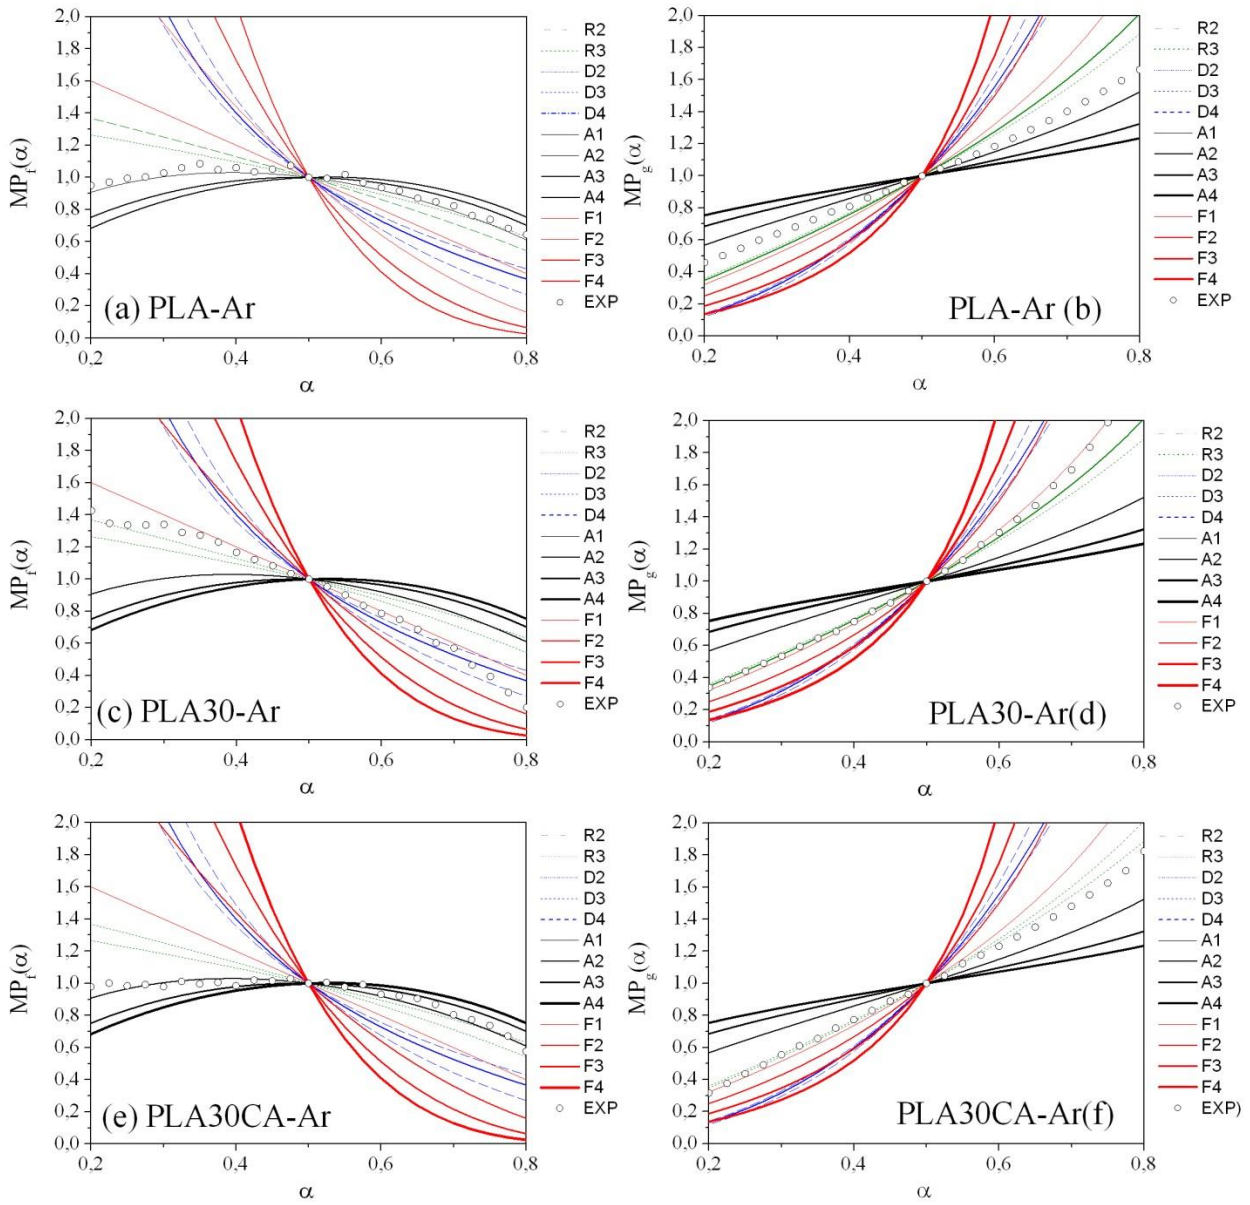 MPf(α)
2,0
1.8
1.6
1.4
1.2
1.0
0.8
0.6
0.4
0.2
0.0
0,2
0,4
0,6
0,8
α
(a) PLA-Ar
R2
R3
D2
D3
D4
A1
A2
A3
A4
F1
F2
F3
F4
EXP
MPg(α)
2,0
1.8
1.6
1.4
1.2
1.0
0.8
0.6
0.4
0.2
0.0
0,2
0,4
0,6
0,8
α
PLA-Ar (b)
R2
R3
D2
D3
D4
A1
A2
A3
A4
F1
F2
F3
F4
EXP
MPf(α)
2,0
1.8
1.6
1.4
1.2
1.0
0.8
0.6
0.4
0.2
0,0
0,2
0,4
0,6
0,8
α
(c) PLA30-Ar
R2
R3
D2
D3
D4
A1
A2
A3
A4
F1
F2
F3
F4
EXP
MPg(α)
2,0
1.8
1.6
1.4
1.2
1.0
0.8
0.6
0.4
0.2
0.0
0,2
0,4
0,6
0,8
α
PLA30-Ar(d)
R2
R3
D2
D3
D4
A1
A2
A3
A4
F1
F2
F3
F4
EXP
MPf(α)
2,0
1.8
1.6
1.4
1.2
1.0
0.8
0.6
0.4
0.2
0.0
0,2
0,4
0,6
0,8
α
(e) PLA30CA-Ar
R2
R3
D2
D3
D4
A1
A2
A3
A4
F1
F2
F3
F4
EXP
MPg(α)
2,0
1.8
1.6
1.4
1.2
1.0
0.8
0.6
0.4
0.2
0.0
0,2
0,4
0,6
0,8
α
PLA30CA-Ar(f)
R2
R3
D2
D3
D4
A1
A2
A3
A4
F1
F2
F3
F4
EXP)